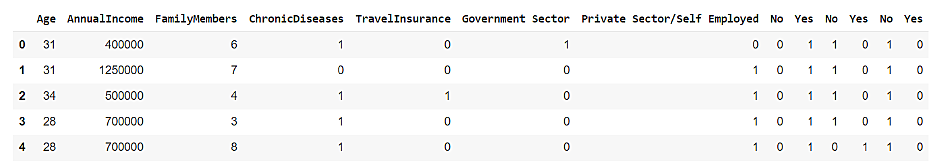 Age AnnualIncome FamilyMembers ChronicDiseases TravelInsurance Government Sector Private Sector/Self Employed No Yes No Yes No Yes
0 31 400000 6 1 0 1 0 0 1 1 0 1 0
1 31 1250000 7 0 0 0 1 0 1 1 0 1 0
2 34 500000 4 1 1 0 1 0 1 1 0 1 0
3 28 700000 3 1 0 0 1 0 1 1 0 1 0
4 28 700000 8 1 0 0 1 0 1 0 1 1 0